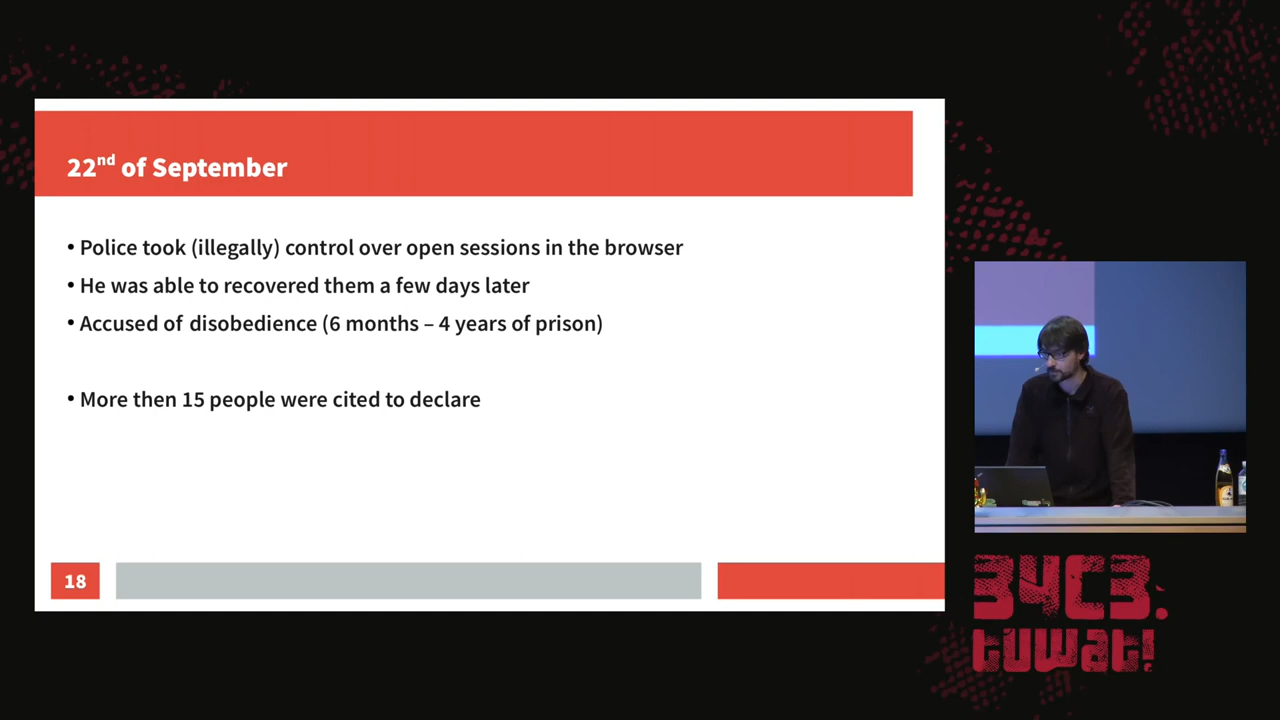 22nd of September
• Police took (illegally) control over open sessions in the browser
• He was able to recovered them a few days later
• Accused of disobedience (6 months – 4 years of prison)
• More then 15 people were cited to declare
18
34C3.
tuwat!